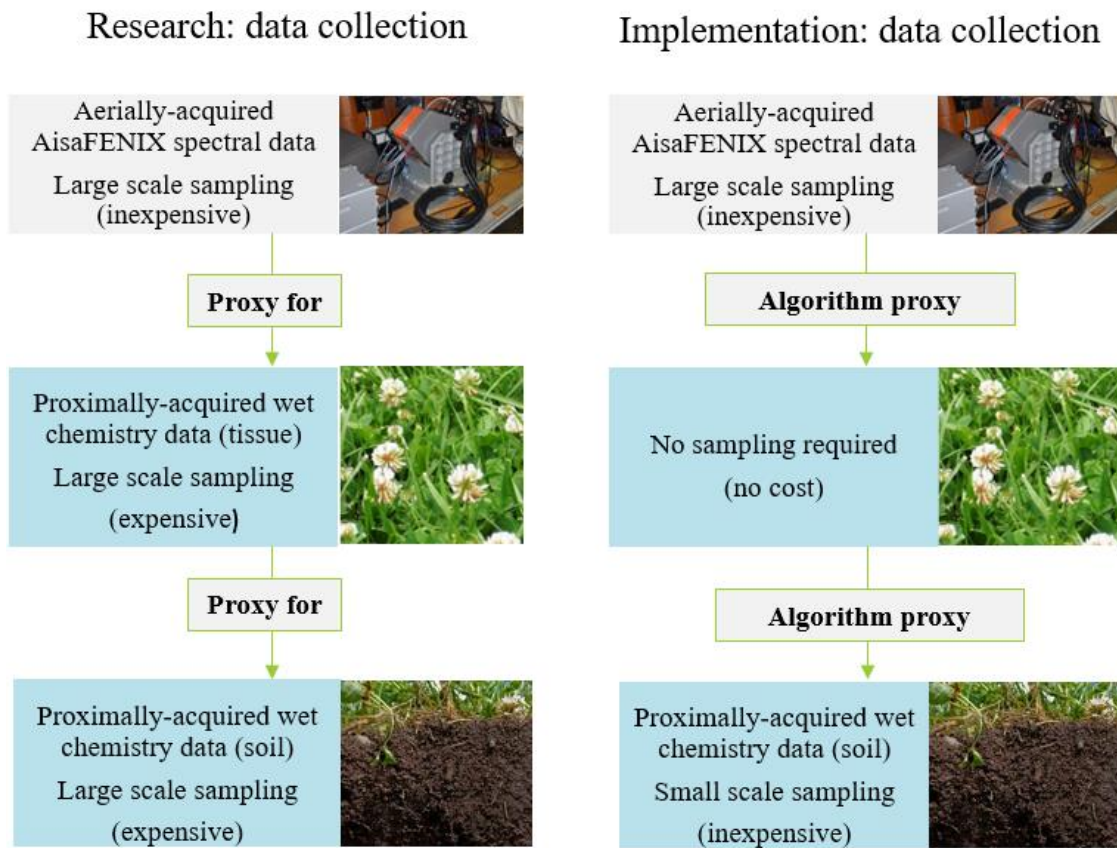 Research: data collection
Aerially-acquired
AisaFENIX spectral data
Large scale sampling
(inexpensive)
Proxy for
Proximally-acquired wet
chemistry data (tissue)
Large scale sampling
(expensive)
Proxy for
Proximally-acquired wet
chemistry data (soil)
Large scale sampling
(expensive)
Implementation: data collection
Aerially-acquired
AisaFENIX spectral data
Large scale sampling
(inexpensive)
Algorithm proxy
No sampling required
(no cost)
Algorithm proxy
Proximally-acquired wet
chemistry data (soil)
Small scale sampling
(inexpensive)